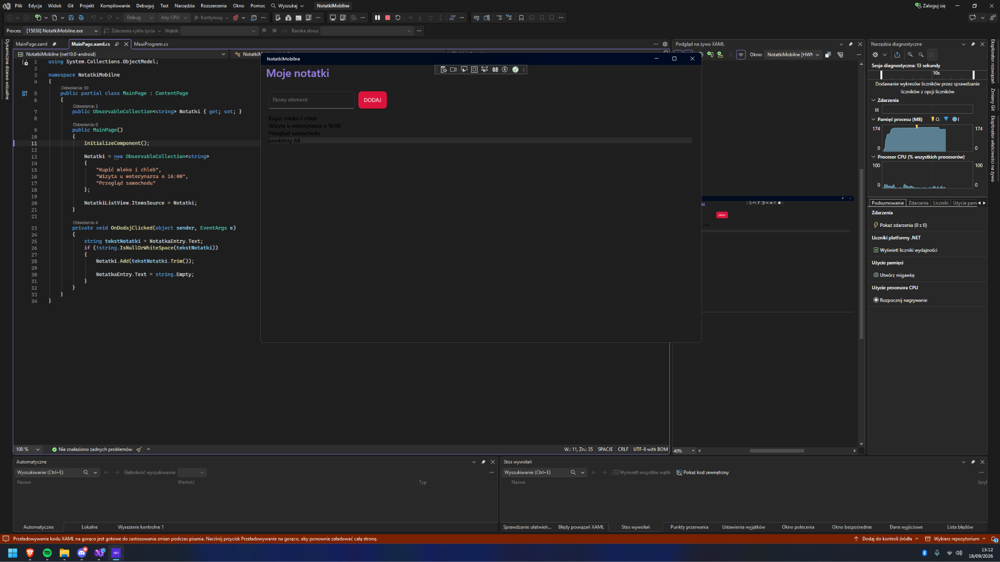 Plik Edycja Widok Git Projekt Kompilowanie Debuguj Test Narzędzia Rozszerzenia Okno Pomoc Wyszukaj NotatkiMobilne Zaloguj się
Debug Any CPU Kontynuuj
Proces: [15036] NotatkiMobilne.exe Zdarzenia cyklu życia Wątek: Ramka stosu:
Dynamiczne drzewo wizualne
MainPage.xaml MainPage.xaml.cs MauiProgram.cs
NotatkiMobilne (net10.0-android)
1 using System.Collections.ObjectModel;
2
3 namespace NotatkiMobilne
4 {
Odwołania: 30
5 public partial class MainPage : ContentPage
6 {
Odwołania: 3
7 public ObservableCollection<string> Notatki { get; set; }
8
Odwołania: 0
9 public MainPage()
10 {
11 InitializeComponent();
12
13 Notatki = new ObservableCollection<string>
14 {
15 "Kupić mleko i chleb",
16 "Wizyta u weterynarza o 16:00",
17 "Przegląd samochodu"
18 };
19
20 NotatkiListView.ItemsSource = Notatki;
21 }
22
Odwołania: 4
23 private void OnDodajClicked(object sender, EventArgs e)
24 {
25 string tekstNotatki = NotatkaEntry.Text;
26 if (!string.IsNullOrWhiteSpace(tekstNotatki))
27 {
28 Notatki.Add(tekstNotatki.Trim());
29
30 NotatkaEntry.Text = string.Empty;
31 }
32 }
33 }
34 }
NotatkiMobilne
Moje notatki
Nowy element DODAJ
Kupić mleko i chleb
Wizyta u weterynarza o 16:00
Przegląd samochodu
urodzinty Ali
100 % Nie znaleziono żadnych problemów W.: 11, Zn.: 35 SPACJE CRLF UTF-8 with BOM
Podgląd na żywo XAML
Okno: NotatkiMobilne [HWN
DODAJ
40%
Narzędzia diagnostyczne
Sesja diagnostyczna: 13 sekundy
10s
Dodawanie wykresów liczników przez sprawdzanie
liczników z opcji liczników
Zdarzenia
Pamięć procesu (MB)
174 174
0 0
Procesor CPU (% wszystkich procesorów)
100 100
0 0
Podsumowanie Zdarzenia Liczniki Użycie pam
Zdarzenia
Pokaż zdarzenia (0 z 0)
Liczniki platformy .NET
Wyświetl liczniki wydajności
Użycie pamięci
Utwórz migawkę
Użycie procesora CPU
Rozpocznij nagrywanie
Eksplorator rozwiązań
Zmiany Git
Eksplorator właściwości na żywo
Automatyczne
Wyszukiwanie (Ctrl+E) Głębokość wyszukiwania:
Nazwa Wartość Typ
Automatyczne Lokalne Wyrażenie kontrolne 1
Stos wywołań
Wyszukiwanie (Ctrl+E) Wyświetl wszystkie wątki Pokaż kod zewnętrzny
Nazwa Język
Sprawdzanie ułatwień... Błędy powiązań XAML Stos wywołań Punkty przerwania Ustawienia wyjątków Okno polecenia Okno bezpośrednie Dane wyjściowe Lista błędów
Przeładowywanie kodu XAML na gorąco jest gotowe do zastosowania zmian podczas pisania. Naciśnij przycisk Przeładowywanie na gorąco, aby ponownie załadować całą stronę. Dodaj do kontroli źródła Wybierz repozytorium
15:12
18/09/2026